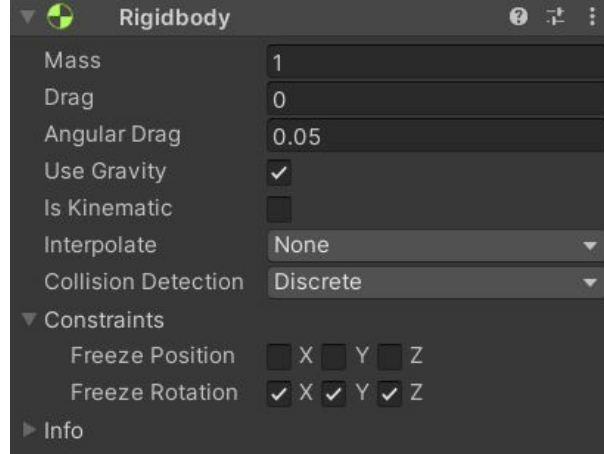 Rigidbody
Mass 1
Drag 0
Angular Drag 0.05
Use Gravity
Is Kinematic
Interpolate None
Collision Detection Discrete
Constraints
Freeze Position X Y Z
Freeze Rotation X Y Z
Info